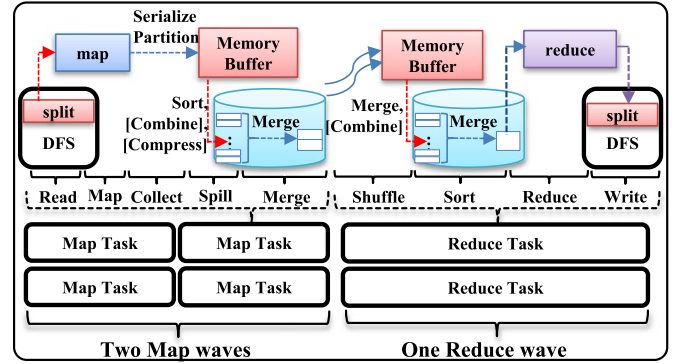 Serialize
Partition
map
Memory
Buffer
Memory
Buffer
reduce
split
DFS
Sort,
[Combine],
[Compress]
Merge
Merge,
[Combine]
Merge
split
DFS
Read Map Collect Spill Merge Shuffle Sort Reduce Write
Map Task Map Task Reduce Task
Map Task Map Task Reduce Task
Two Map waves One Reduce wave